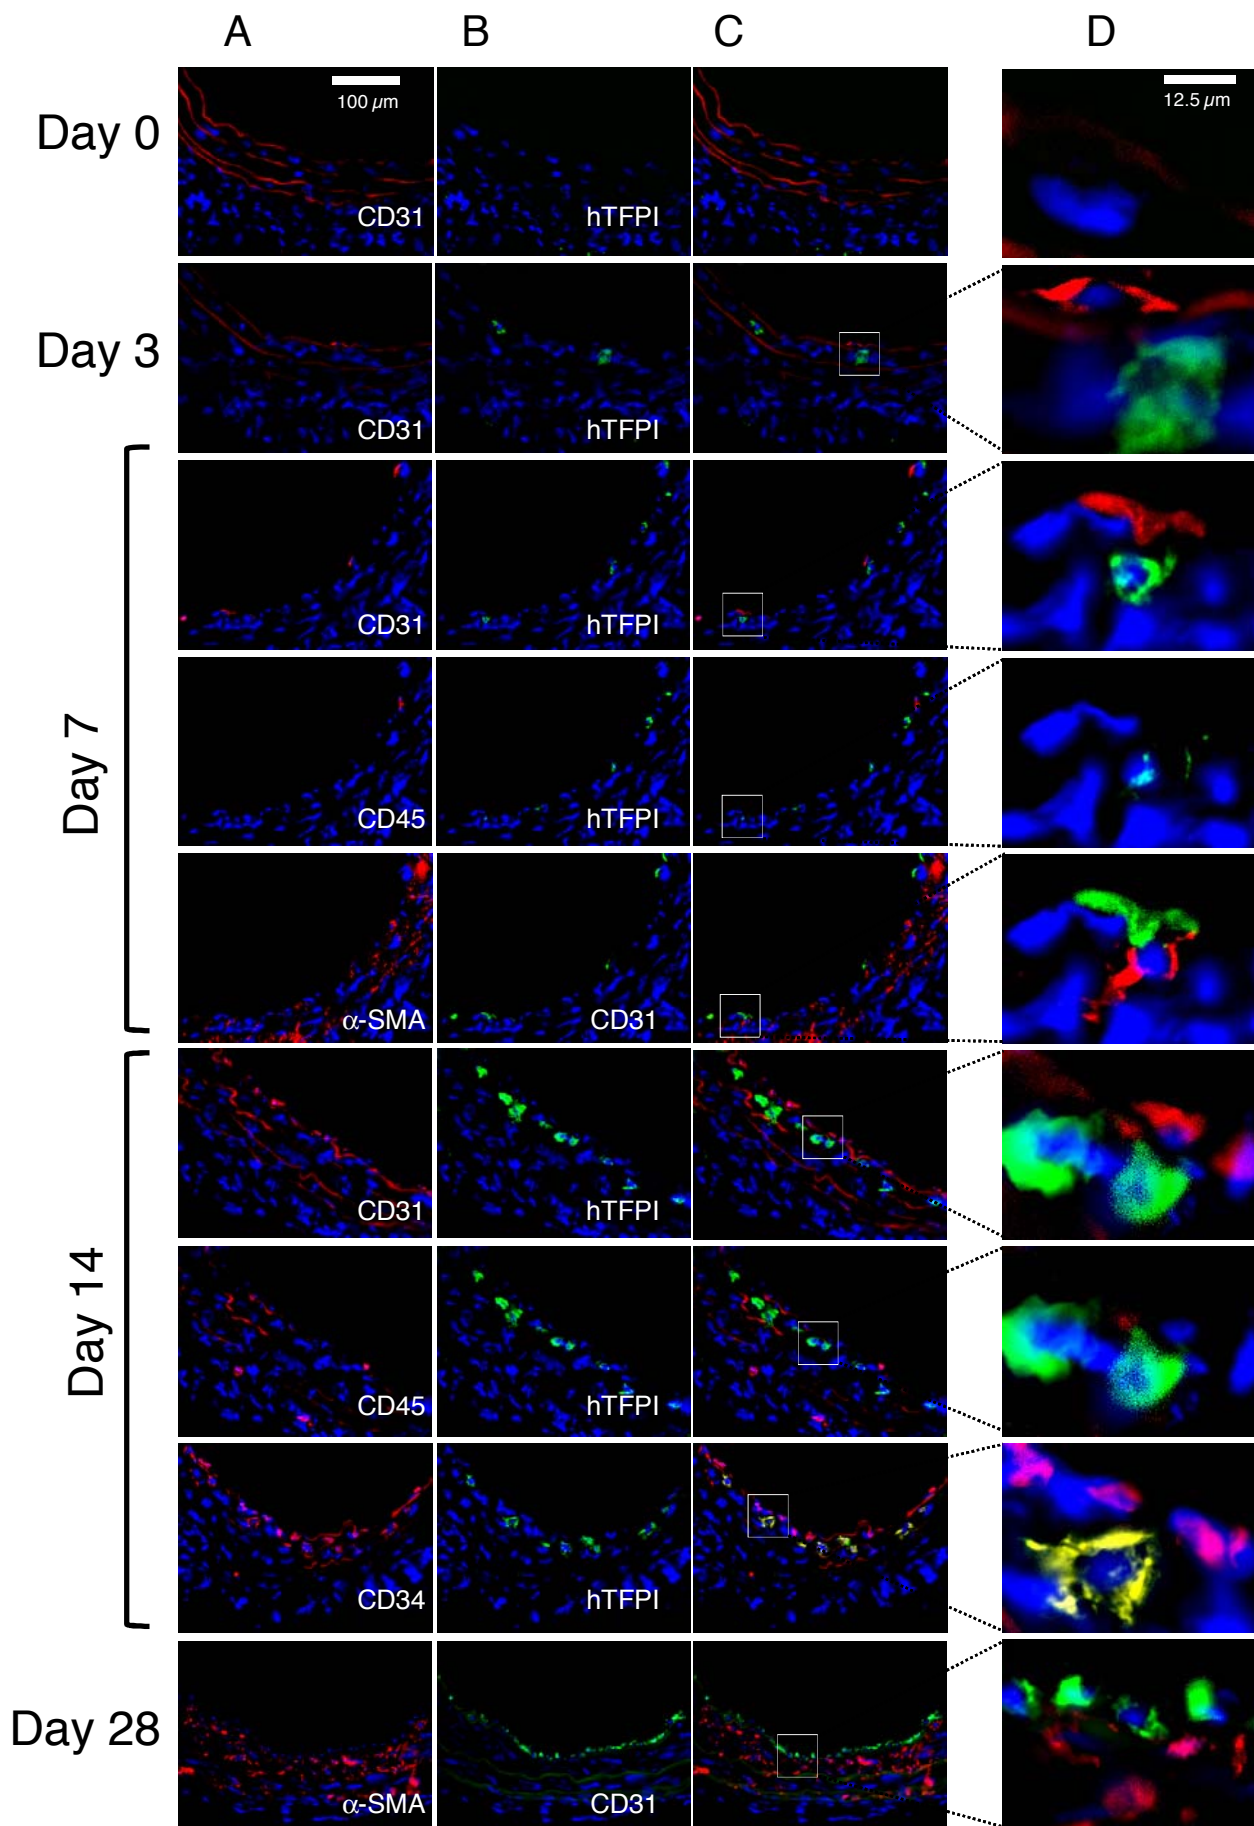 A B C D
Day 0
100 µm
12.5 µm
CD31 hTFPI
Day 3
CD31 hTFPI
Day 7
CD31 hTFPI
CD45 hTFPI
α-SMA CD31
Day 14
CD31 hTFPI
CD45 hTFPI
CD34 hTFPI
Day 28
α-SMA CD31